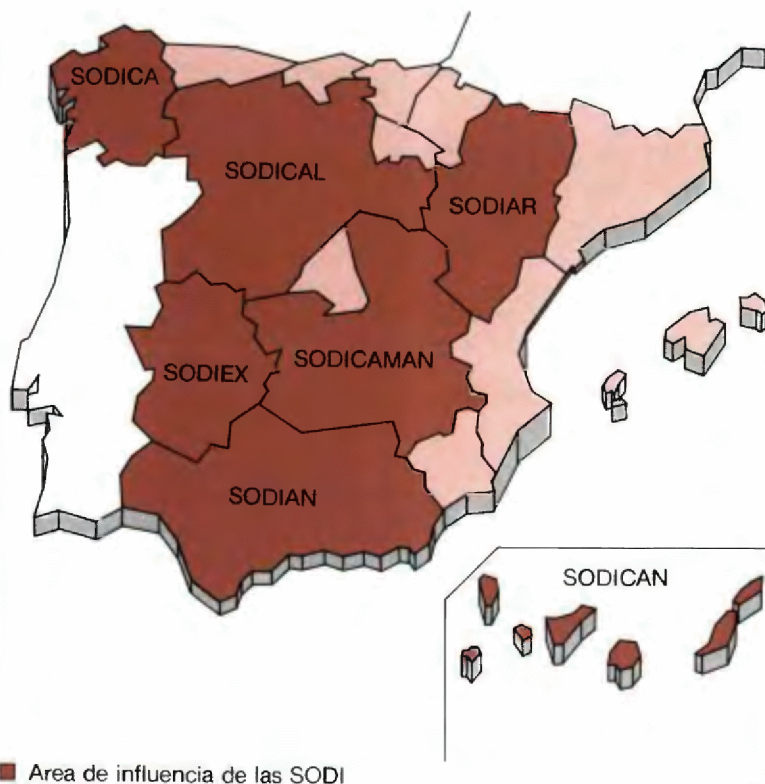 SODICA
SODICAL
SODIAR
SODIEX
SODICAMAN
SODIAN
SODICAN
Area de influencia de las SODI